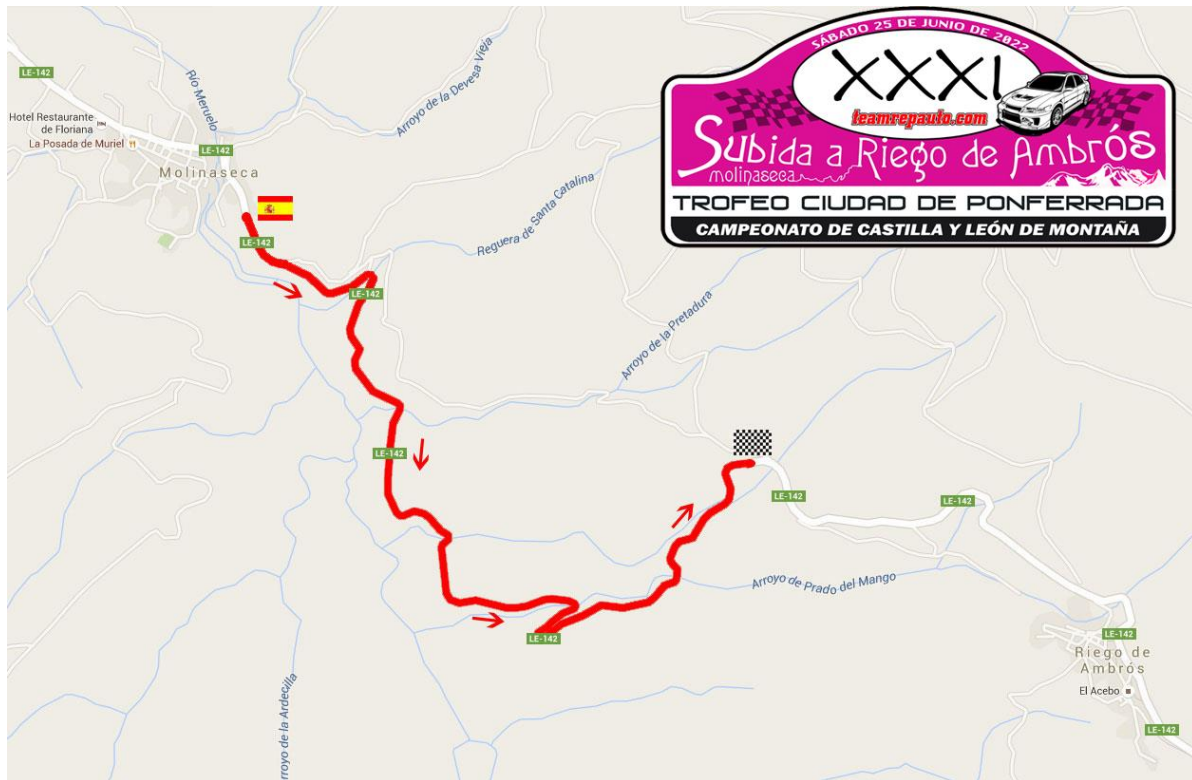 SÁBADO 25 DE JUNIO DE 2022
XXXI
teamrepauto.com
Subida a Riego de Ambrós
molinaseca
TROFEO CIUDAD DE PONFERRADA
CAMPEONATO DE CASTILLA Y LEÓN DE MONTAÑA
LE-142
Río Meruelo
Arroyo de la Devesa Vieja
Hotel Restaurante
de Floriana
La Posada de Muriel
LE-142
Molinaseca
Reguera de Santa Catalina
LE-142
LE-142
Arroyo de la Pretadura
LE-142
LE-142
LE-142
Arroyo de Prado del Mango
LE-142
LE-142
Riego de
Ambrós
El Acebo
Arroyo de la Ardecilla
LE-142